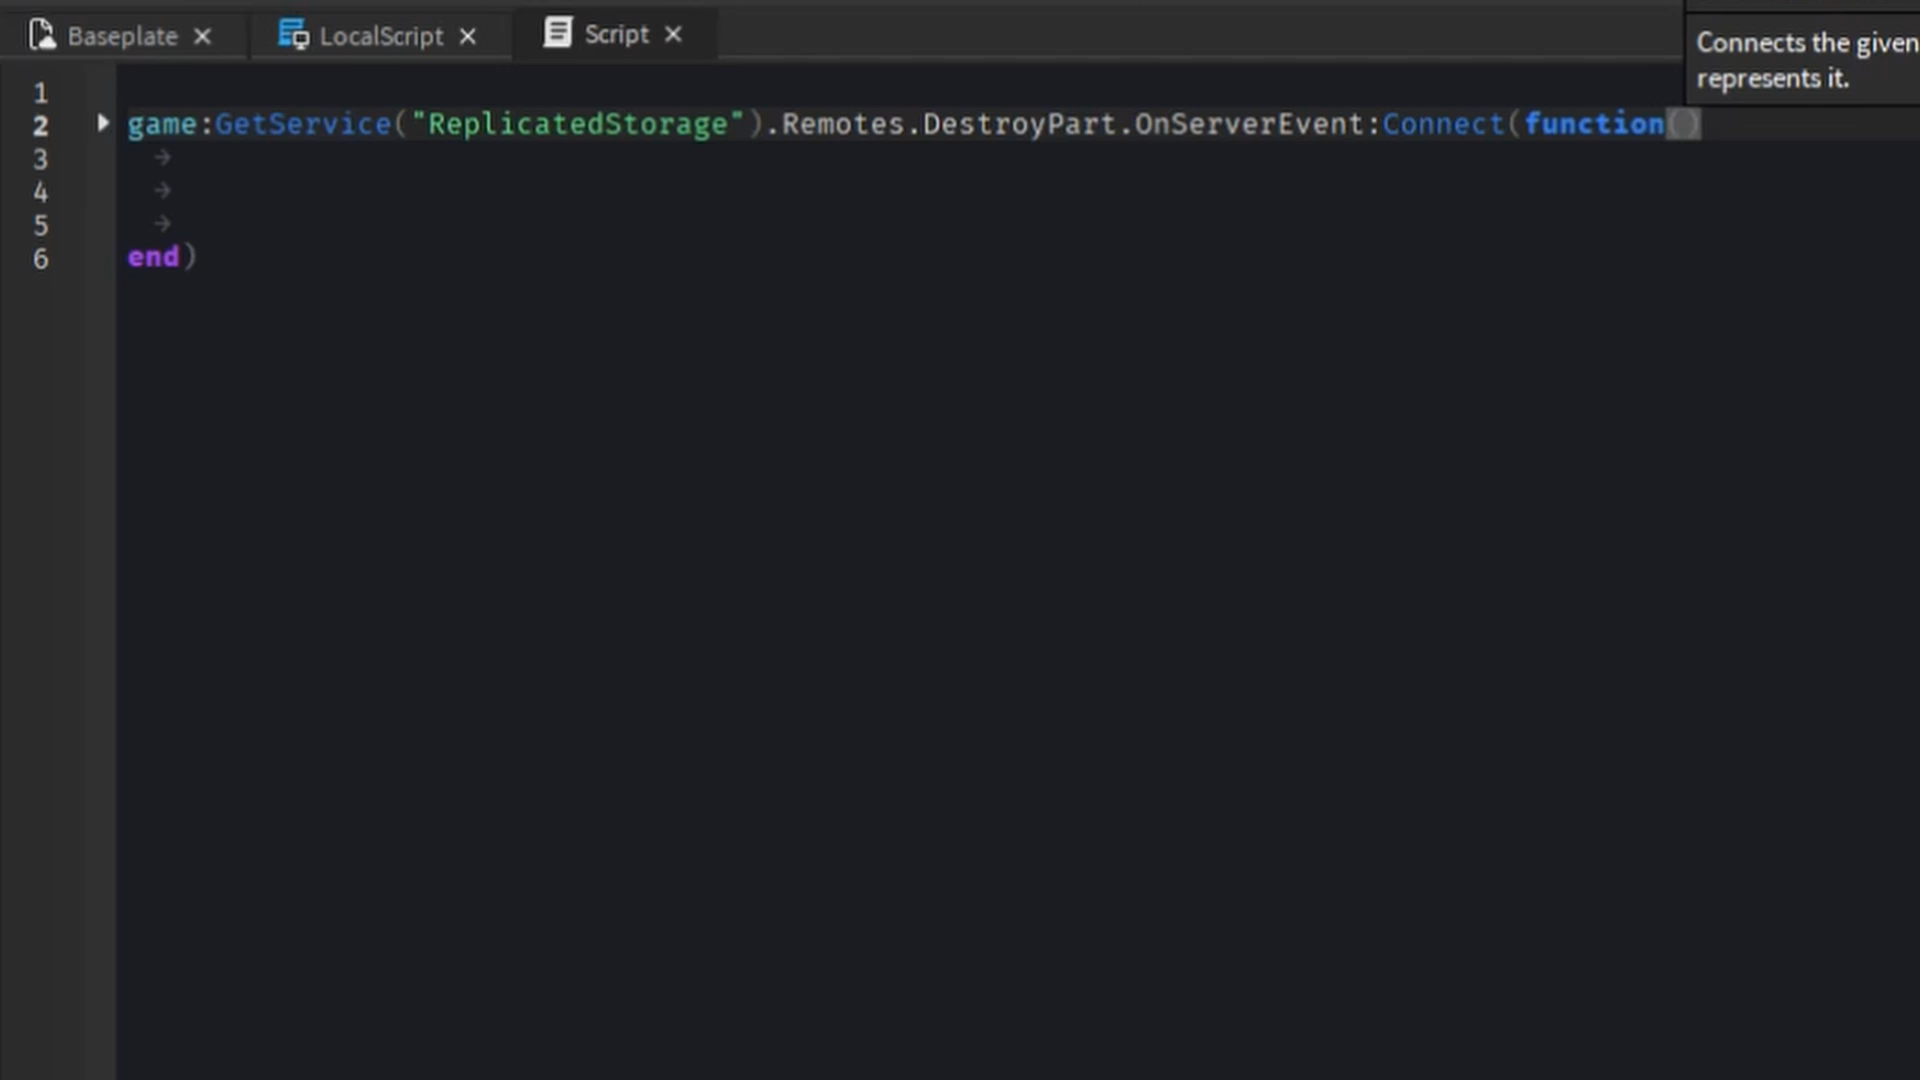 Baseplate LocalScript Script
Connects the given
represents it.
1
2 game:GetService("ReplicatedStorage").Remotes.DestroyPart.OnServerEvent:Connect(function()
3
4
5
6 end)